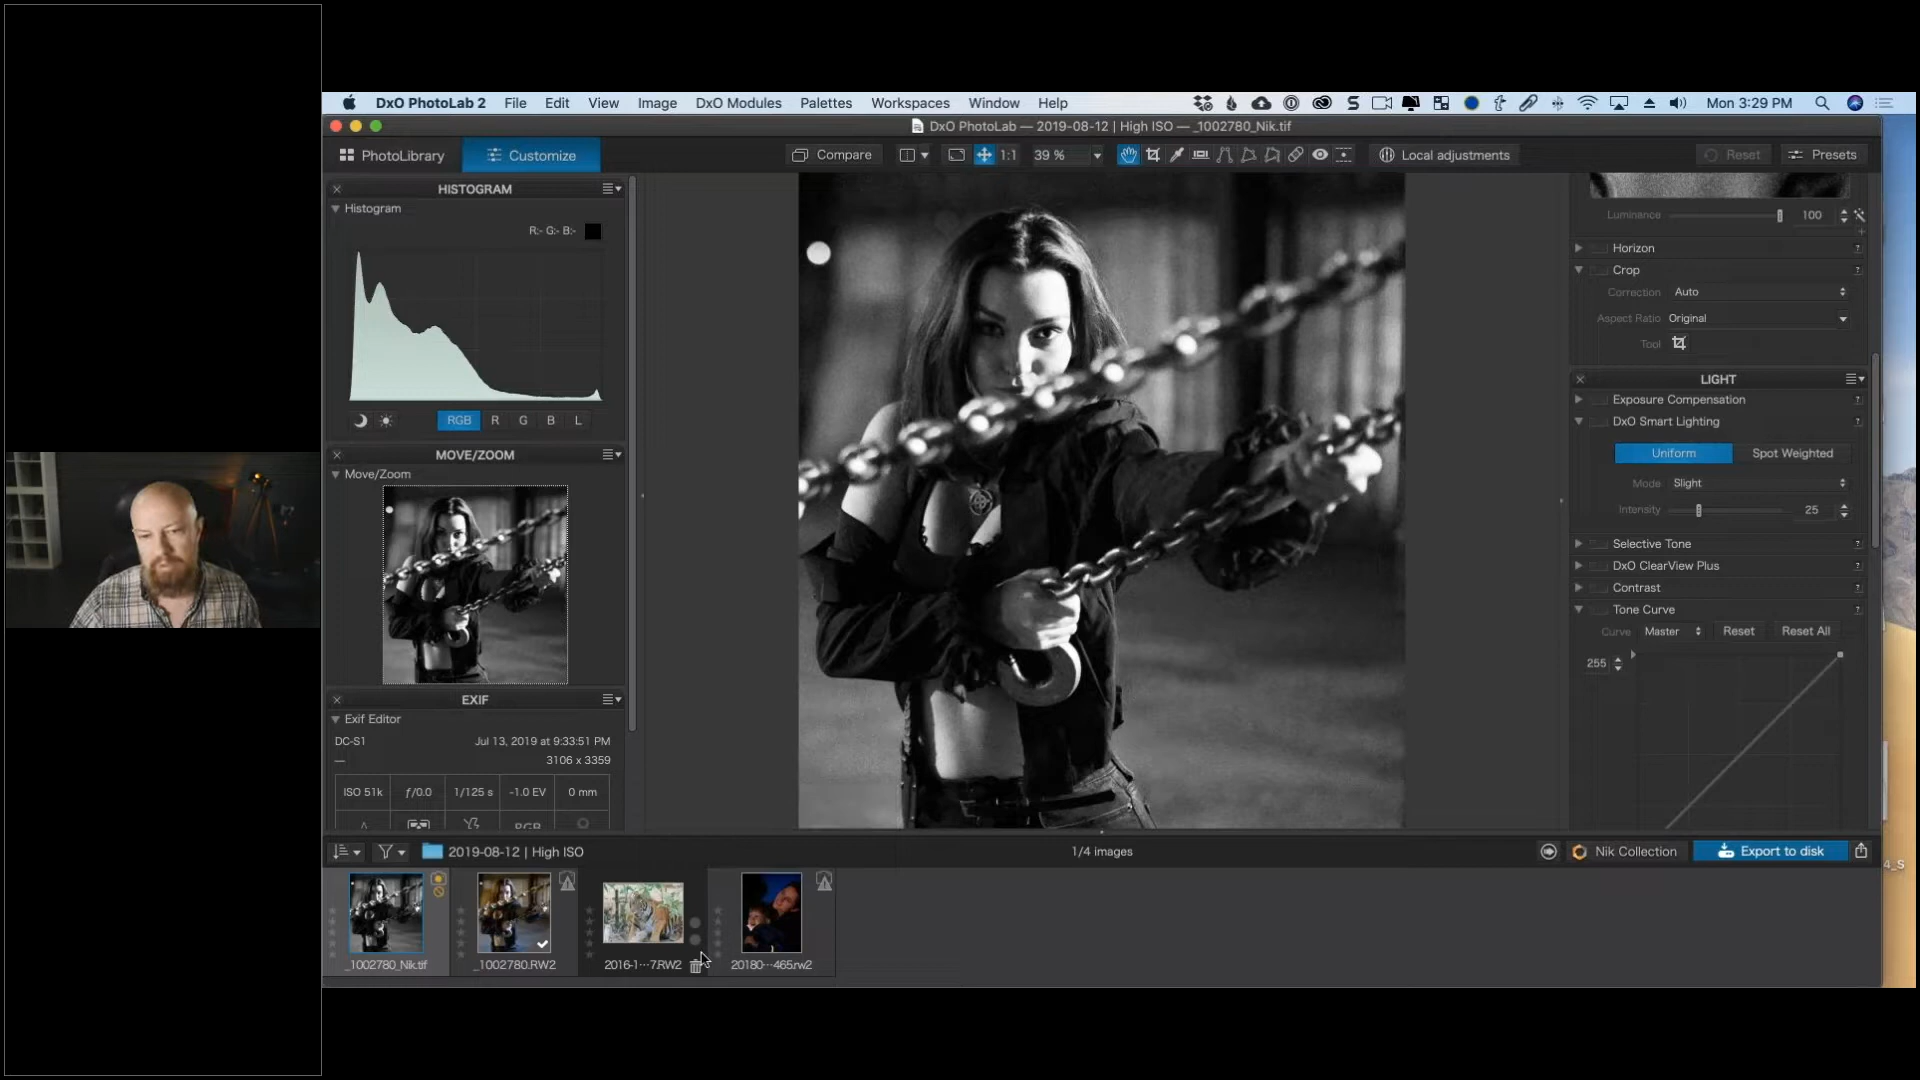 DxO PhotoLab 2 File Edit View Image DxO Modules Palettes Workspaces Window Help Mon 3:29 PM
DxO PhotoLab — 2019-08-12 | High ISO — _1002780_Nik.tif
PhotoLibrary Customize Compare 1:1 39 % Local adjustments Reset Presets
HISTOGRAM
Histogram
R:- G:- B:-
RGB R G B L
MOVE/ZOOM
Move/Zoom
EXIF
Exif Editor
DC-S1 Jul 13, 2019 at 9:33:51 PM
— 3106 x 3359
ISO 51k ƒ/0.0 1/125 s -1.0 EV 0 mm
Luminance 100
Horizon
Crop
Correction Auto
Aspect Ratio Original
Tool
LIGHT
Exposure Compensation
DxO Smart Lighting
Uniform Spot Weighted
Mode Slight
Intensity 25
Selective Tone
DxO ClearView Plus
Contrast
Tone Curve
Curve Master Reset Reset All
255
2019-08-12 | High ISO 1/4 images Nik Collection Export to disk
_1002780_Nik.tif _1002780.RW2 2016-1···7.RW2 20180···465.rw2
4_S